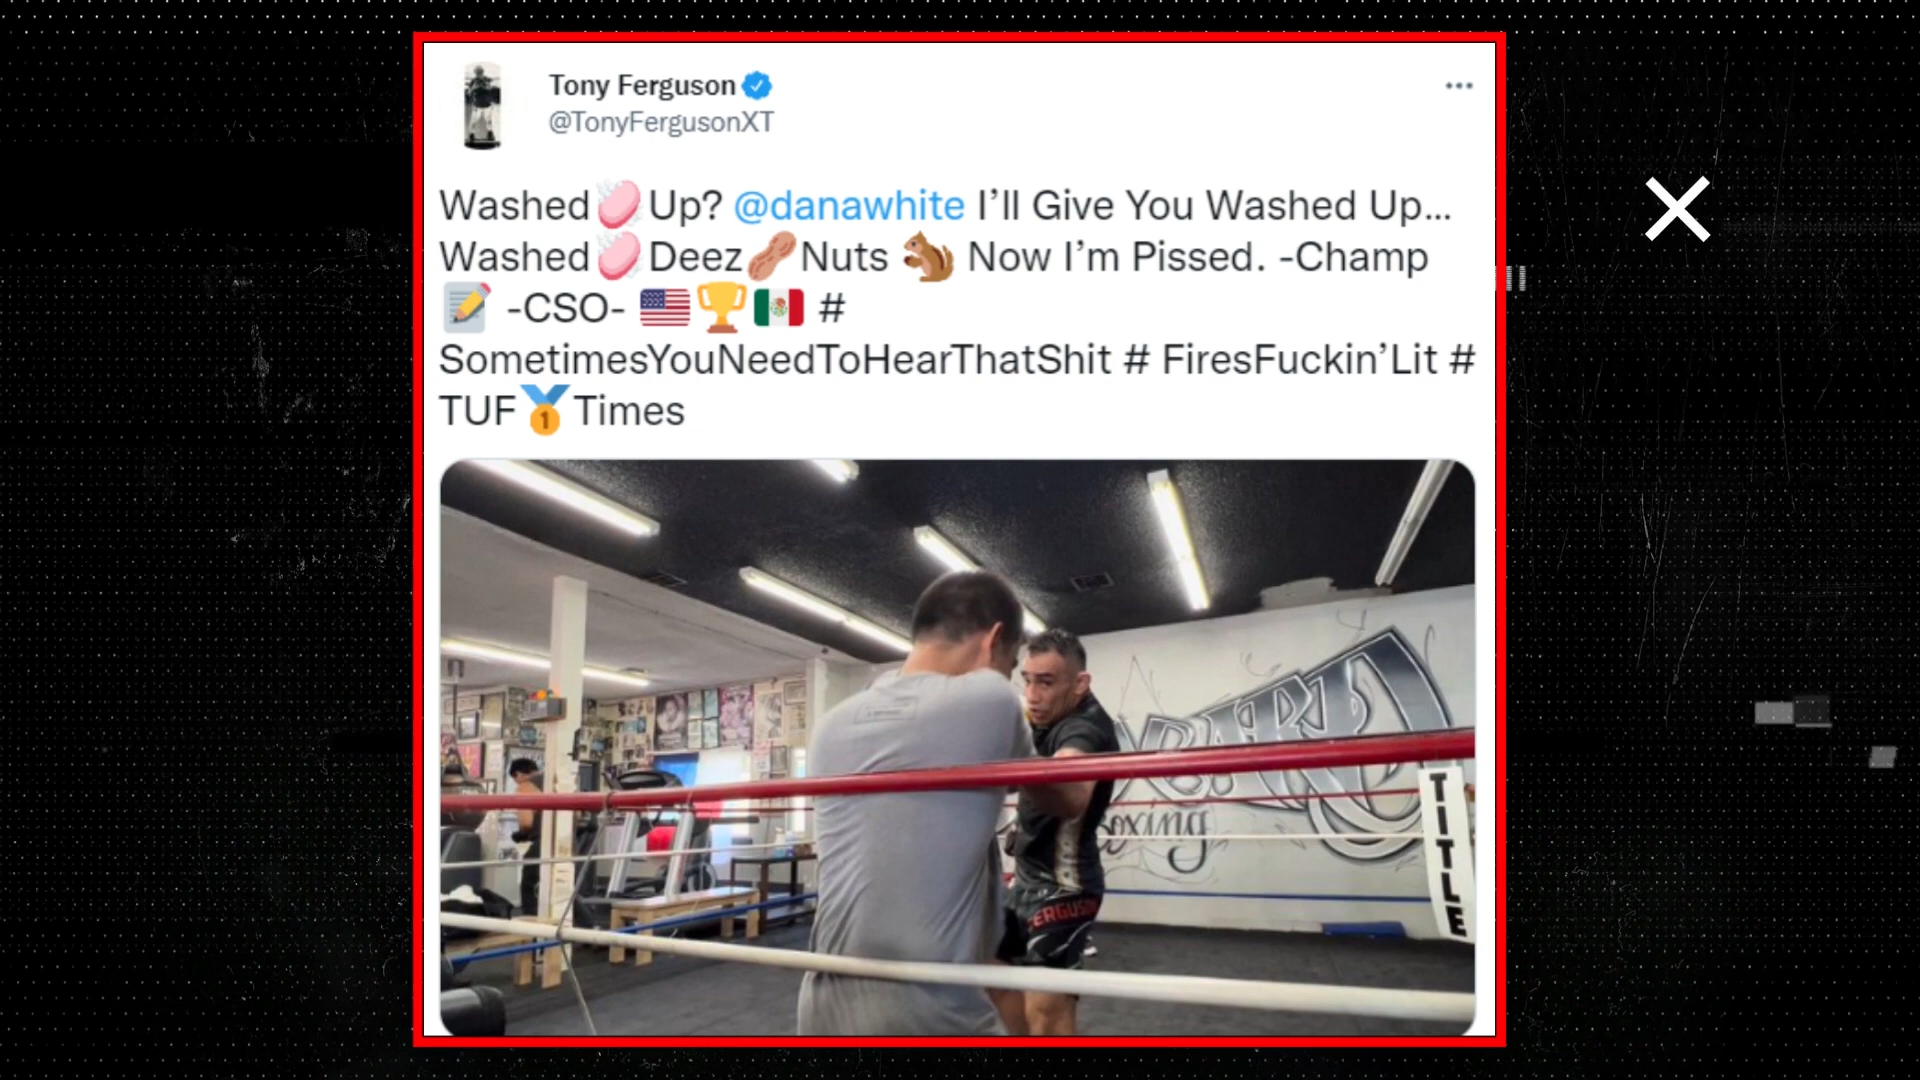 Tony Ferguson
@TonyFergusonXT
Washed🧼Up? @danawhite I’ll Give You Washed Up...
Washed🧼Deez🥜Nuts 🐿 Now I’m Pissed. -Champ
📝 -CSO- 🇺🇸🏆🇲🇽 #
SometimesYouNeedToHearThatShit # FiresFuckin’Lit #
TUF🥇Times
oxing
TITLE
FERGUSON